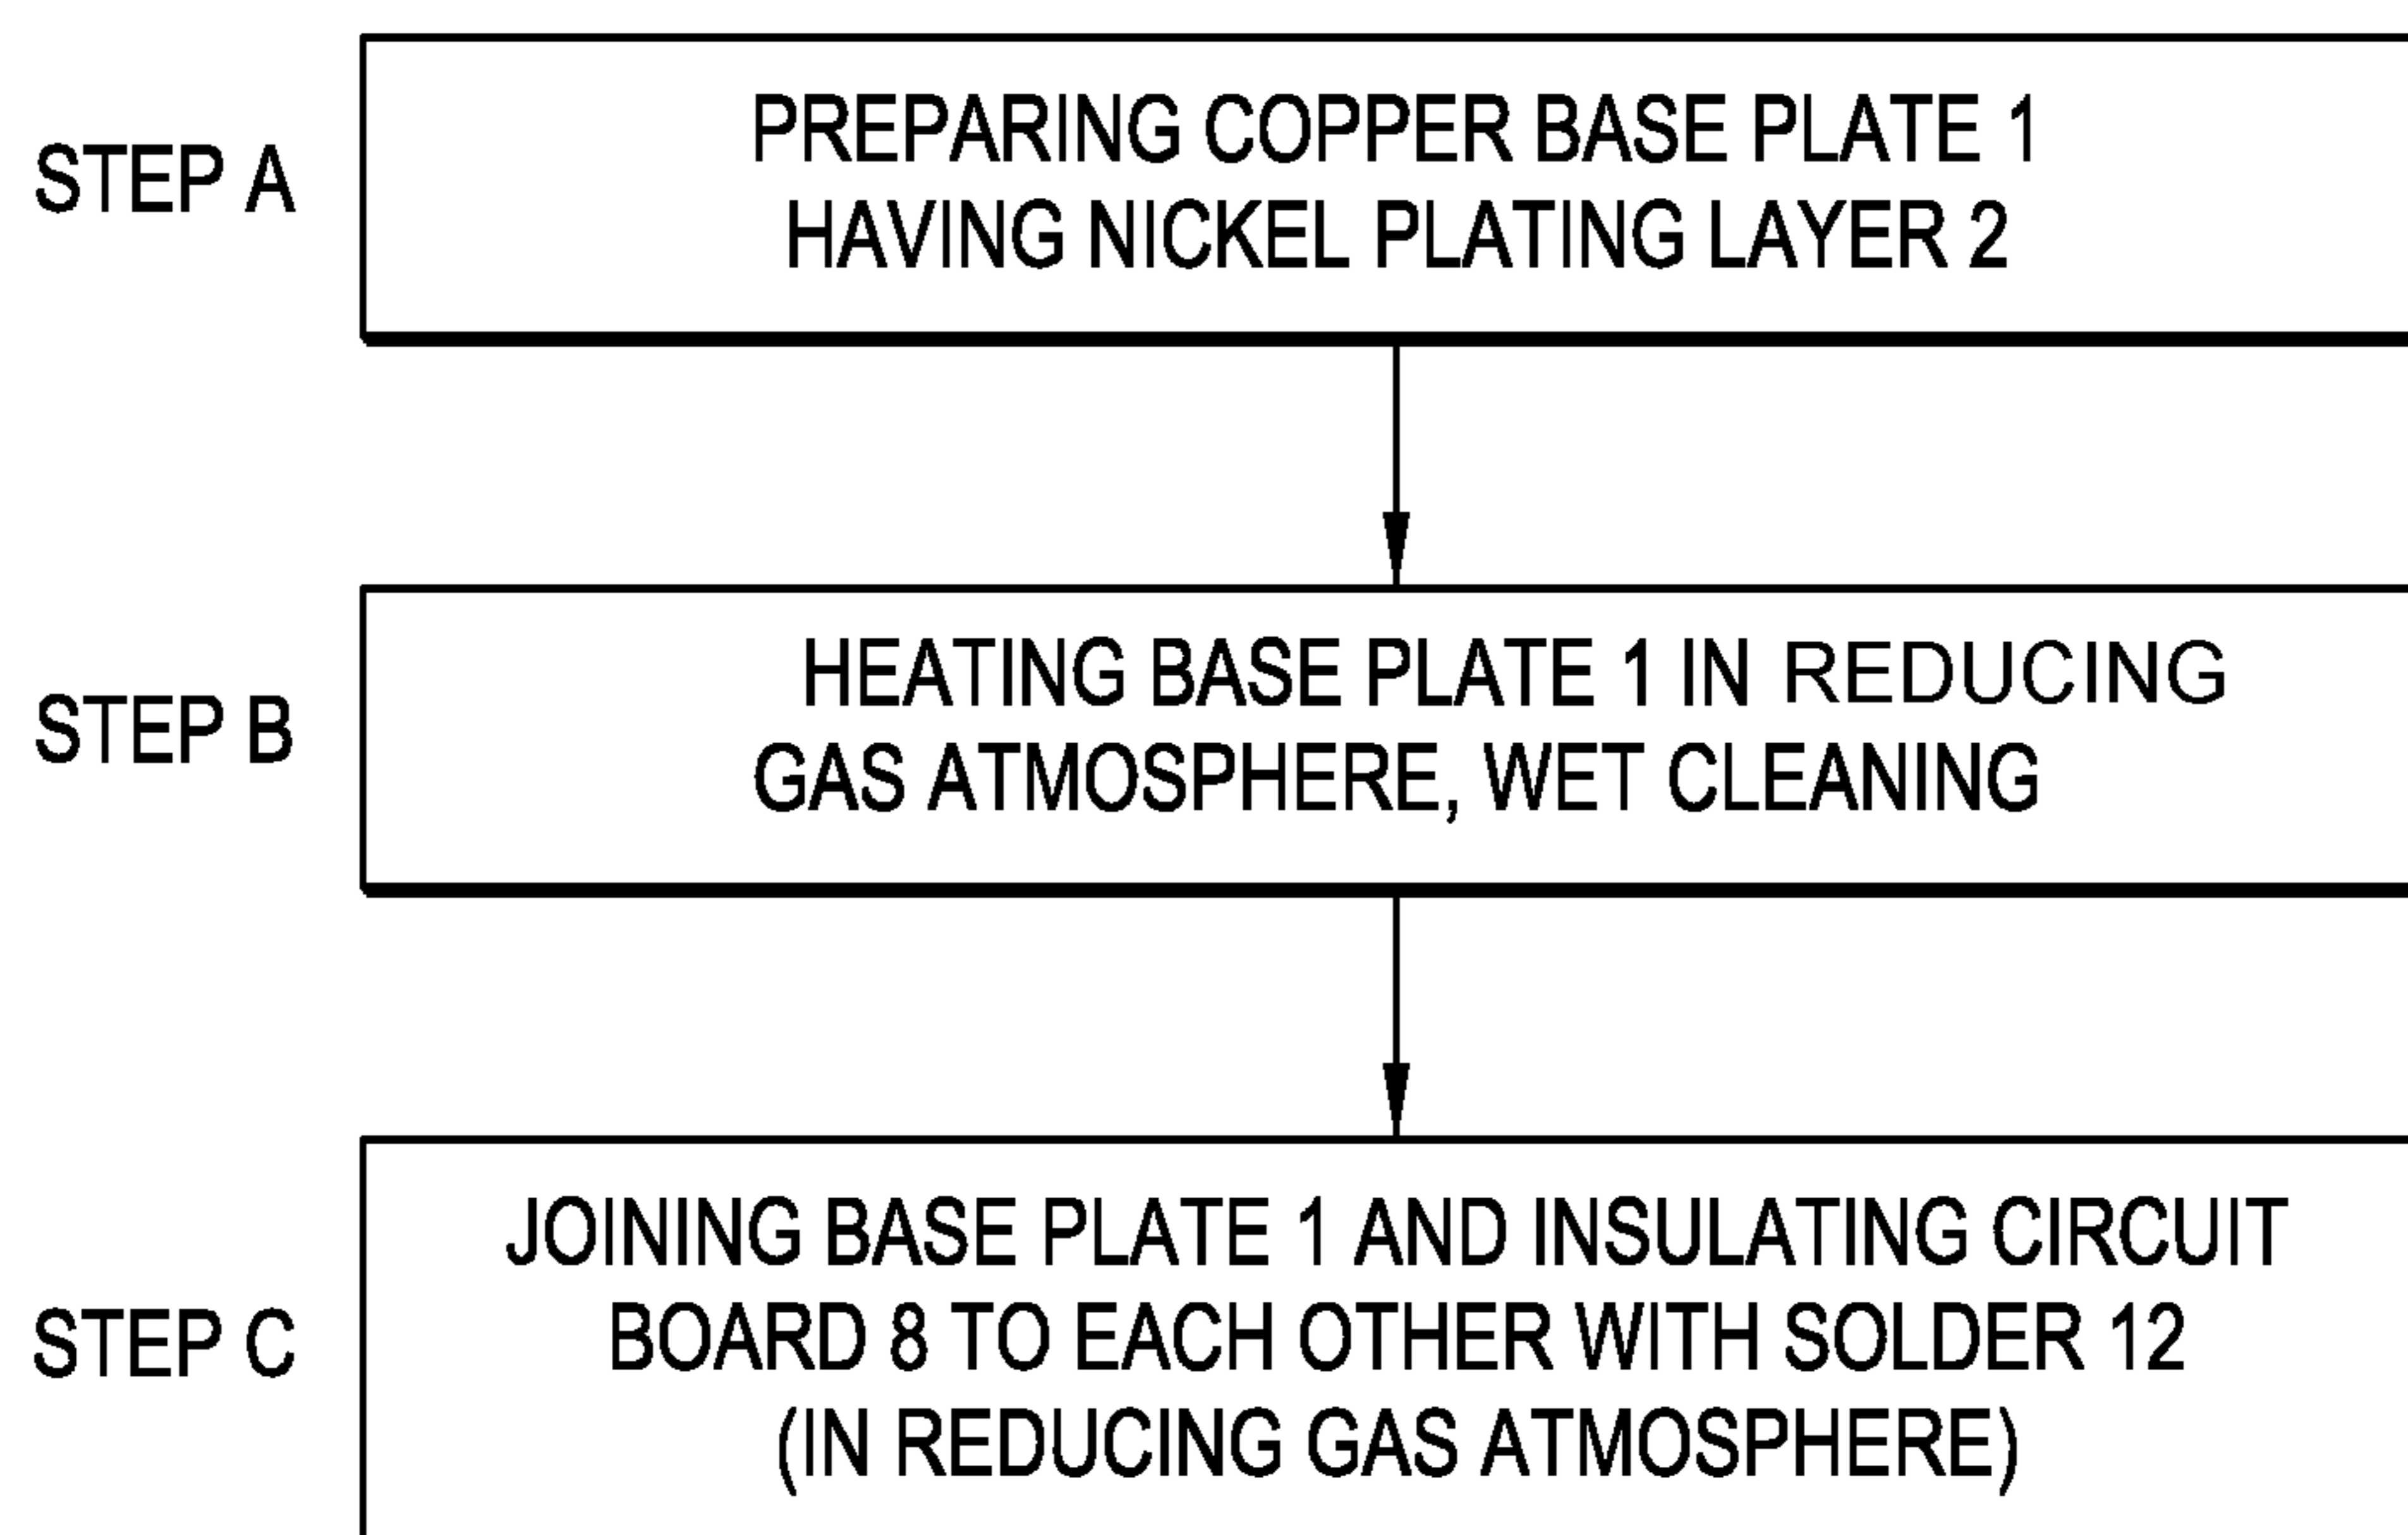 STEP A
PREPARING COPPER BASE PLATE 1
HAVING NICKEL PLATING LAYER 2
STEP B
HEATING BASE PLATE 1 IN REDUCING
GAS ATMOSPHERE, WET CLEANING
STEP C
JOINING BASE PLATE 1 AND INSULATING CIRCUIT
BOARD 8 TO EACH OTHER WITH SOLDER 12
(IN REDUCING GAS ATMOSPHERE)